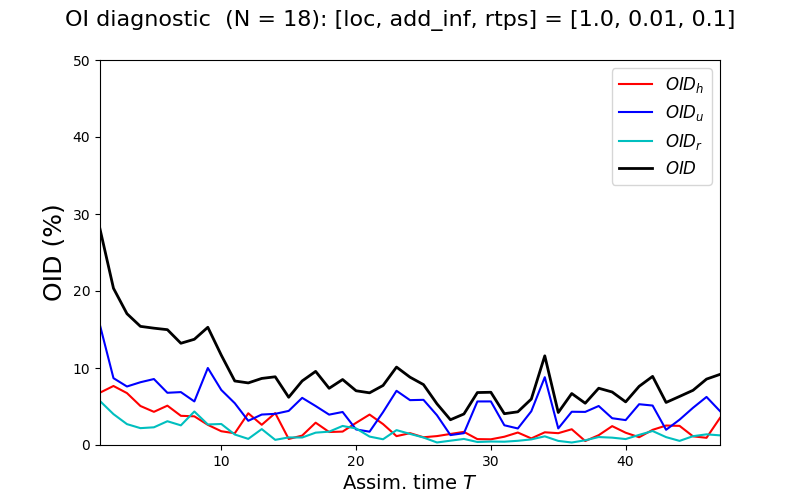 OI diagnostic (N = 18): [loc, add_inf, rtps] = [1.0, 0.01, 0.1]
50
40
30
20
10
0
OID (%)
OID_h
OID_u
OID_r
OID
10 20 30 40
Assim. time T